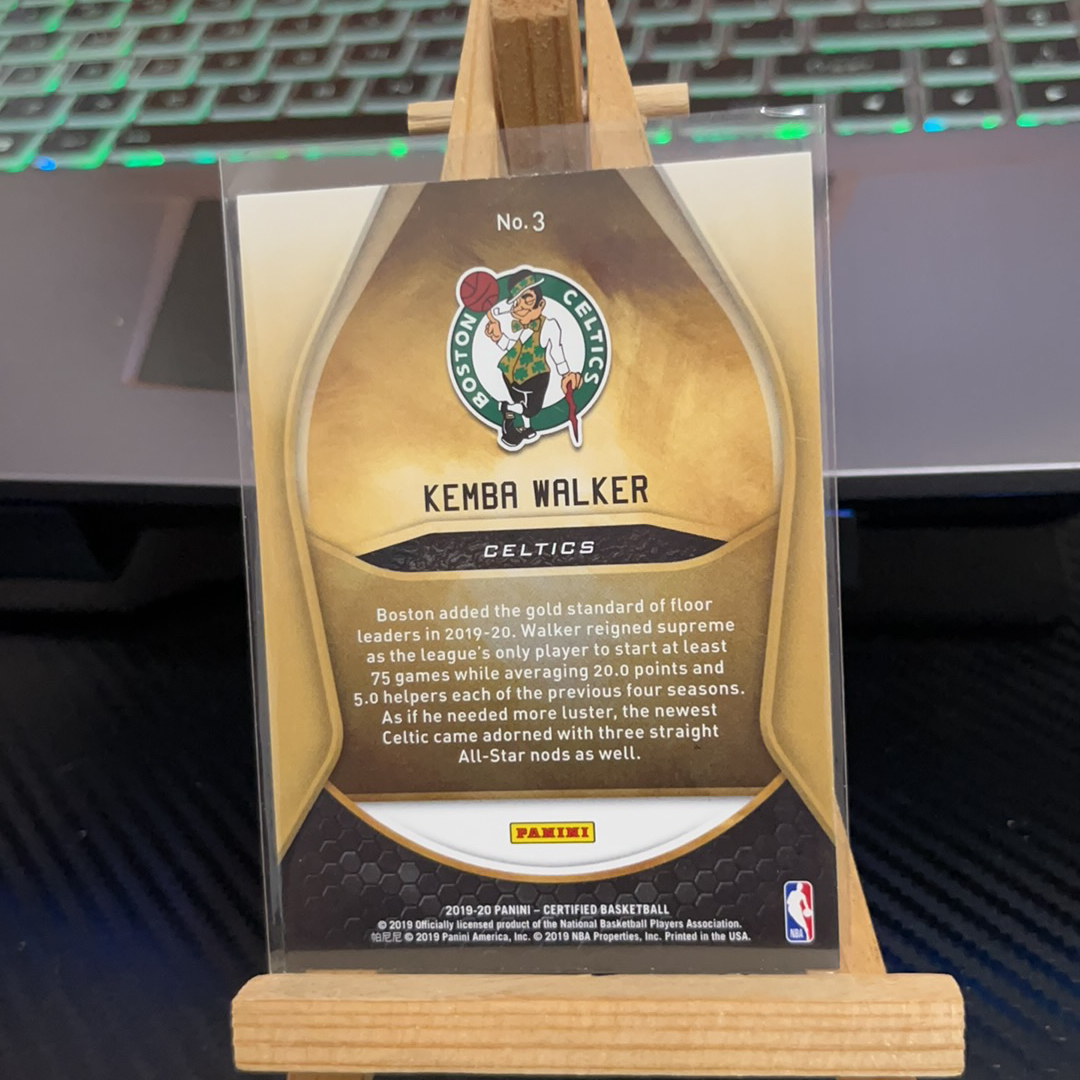 No. 3
BOSTON CELTICS
KEMBA WALKER
CELTICS
Boston added the gold standard of floor
leaders in 2019-20. Walker reigned supreme
as the league's only player to start at least
75 games while averaging 20.0 points and
5.0 helpers each of the previous four seasons.
As if he needed more luster, the newest
Celtic came adorned with three straight
All-Star nods as well.
PANINI
2019-20 PANINI – CERTIFIED BASKETBALL
© 2019 Officially licensed product of the National Basketball Players Association.
帕尼尼 © 2019 Panini America, Inc. © 2019 NBA Properties, Inc. Printed in the USA.
NBA